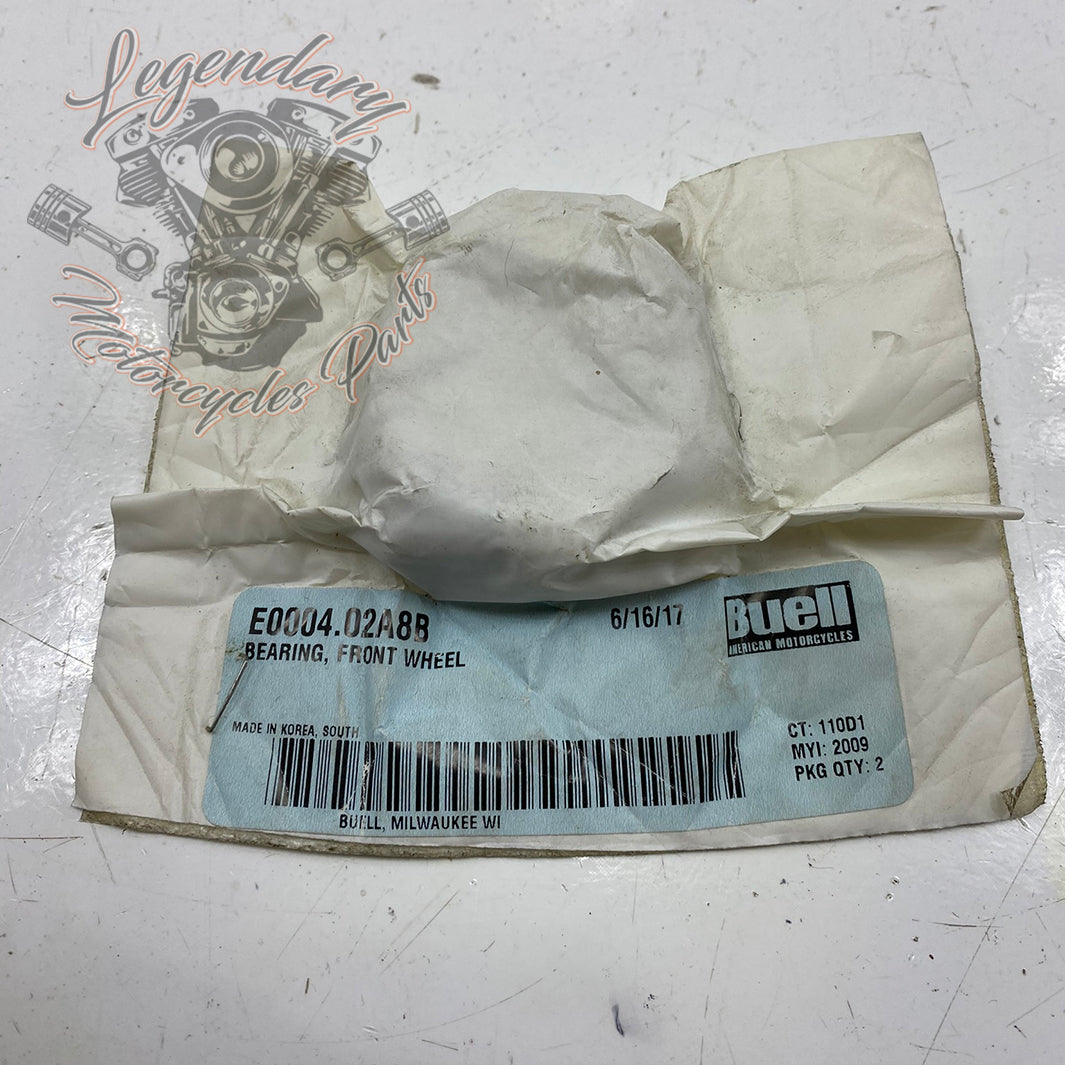 Legendary
Motorcycles Parts
E0004.02A8B
6/16/17
Buell
AMERICAN MOTORCYCLES
BEARING, FRONT WHEEL
MADE IN KOREA, SOUTH
CT: 110D1
MYI: 2009
PKG QTY: 2
BUELL, MILWAUKEE WI